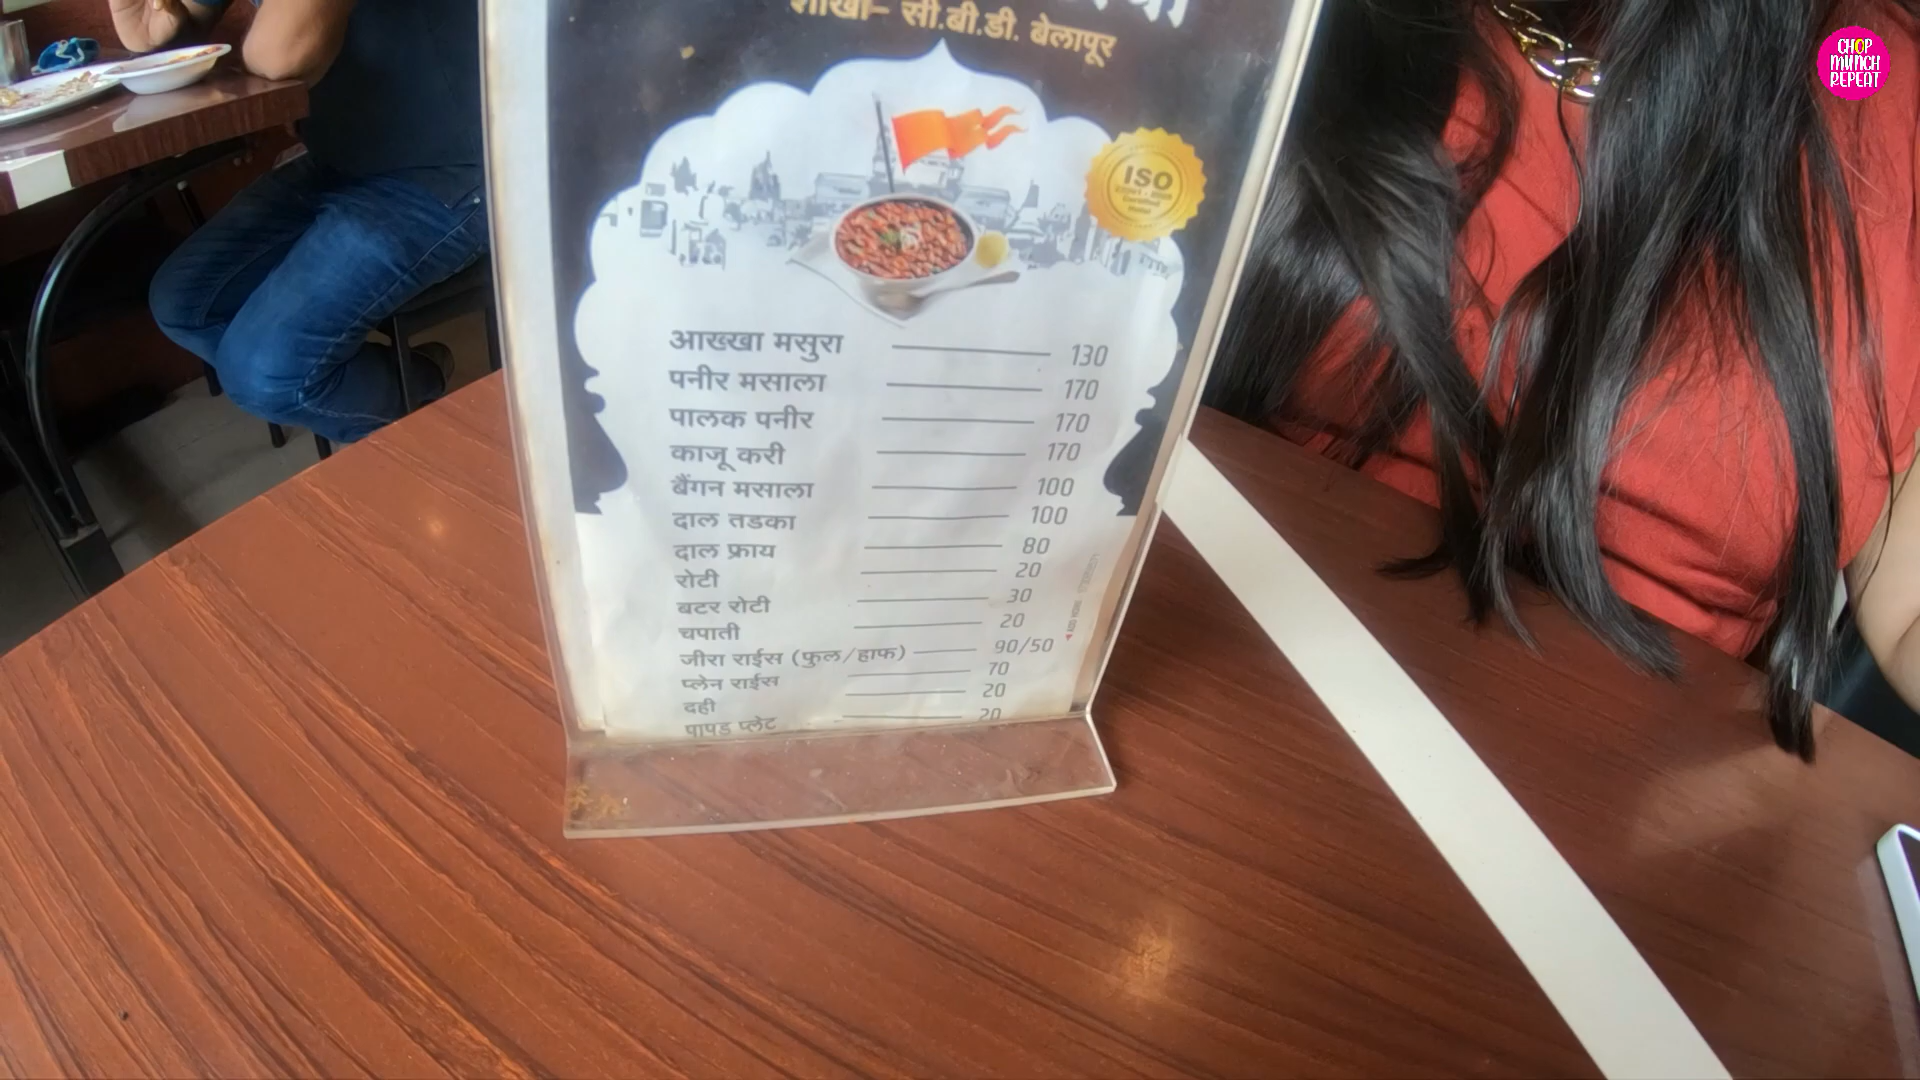 शाखा– सी.बी.डी. बेलापूर
ISO
आख्खा मसुरा 130
पनीर मसाला 170
पालक पनीर 170
काजू करी 170
बैंगन मसाला 100
दाल तडका 100
दाल फ्राय 80
रोटी 20
बटर रोटी 30
चपाती 20
जीरा राईस (फुल/हाफ) 90/50
प्लेन राईस 70
दही 20
पापड प्लेट 20
CHOP
MUNCH
REPEAT